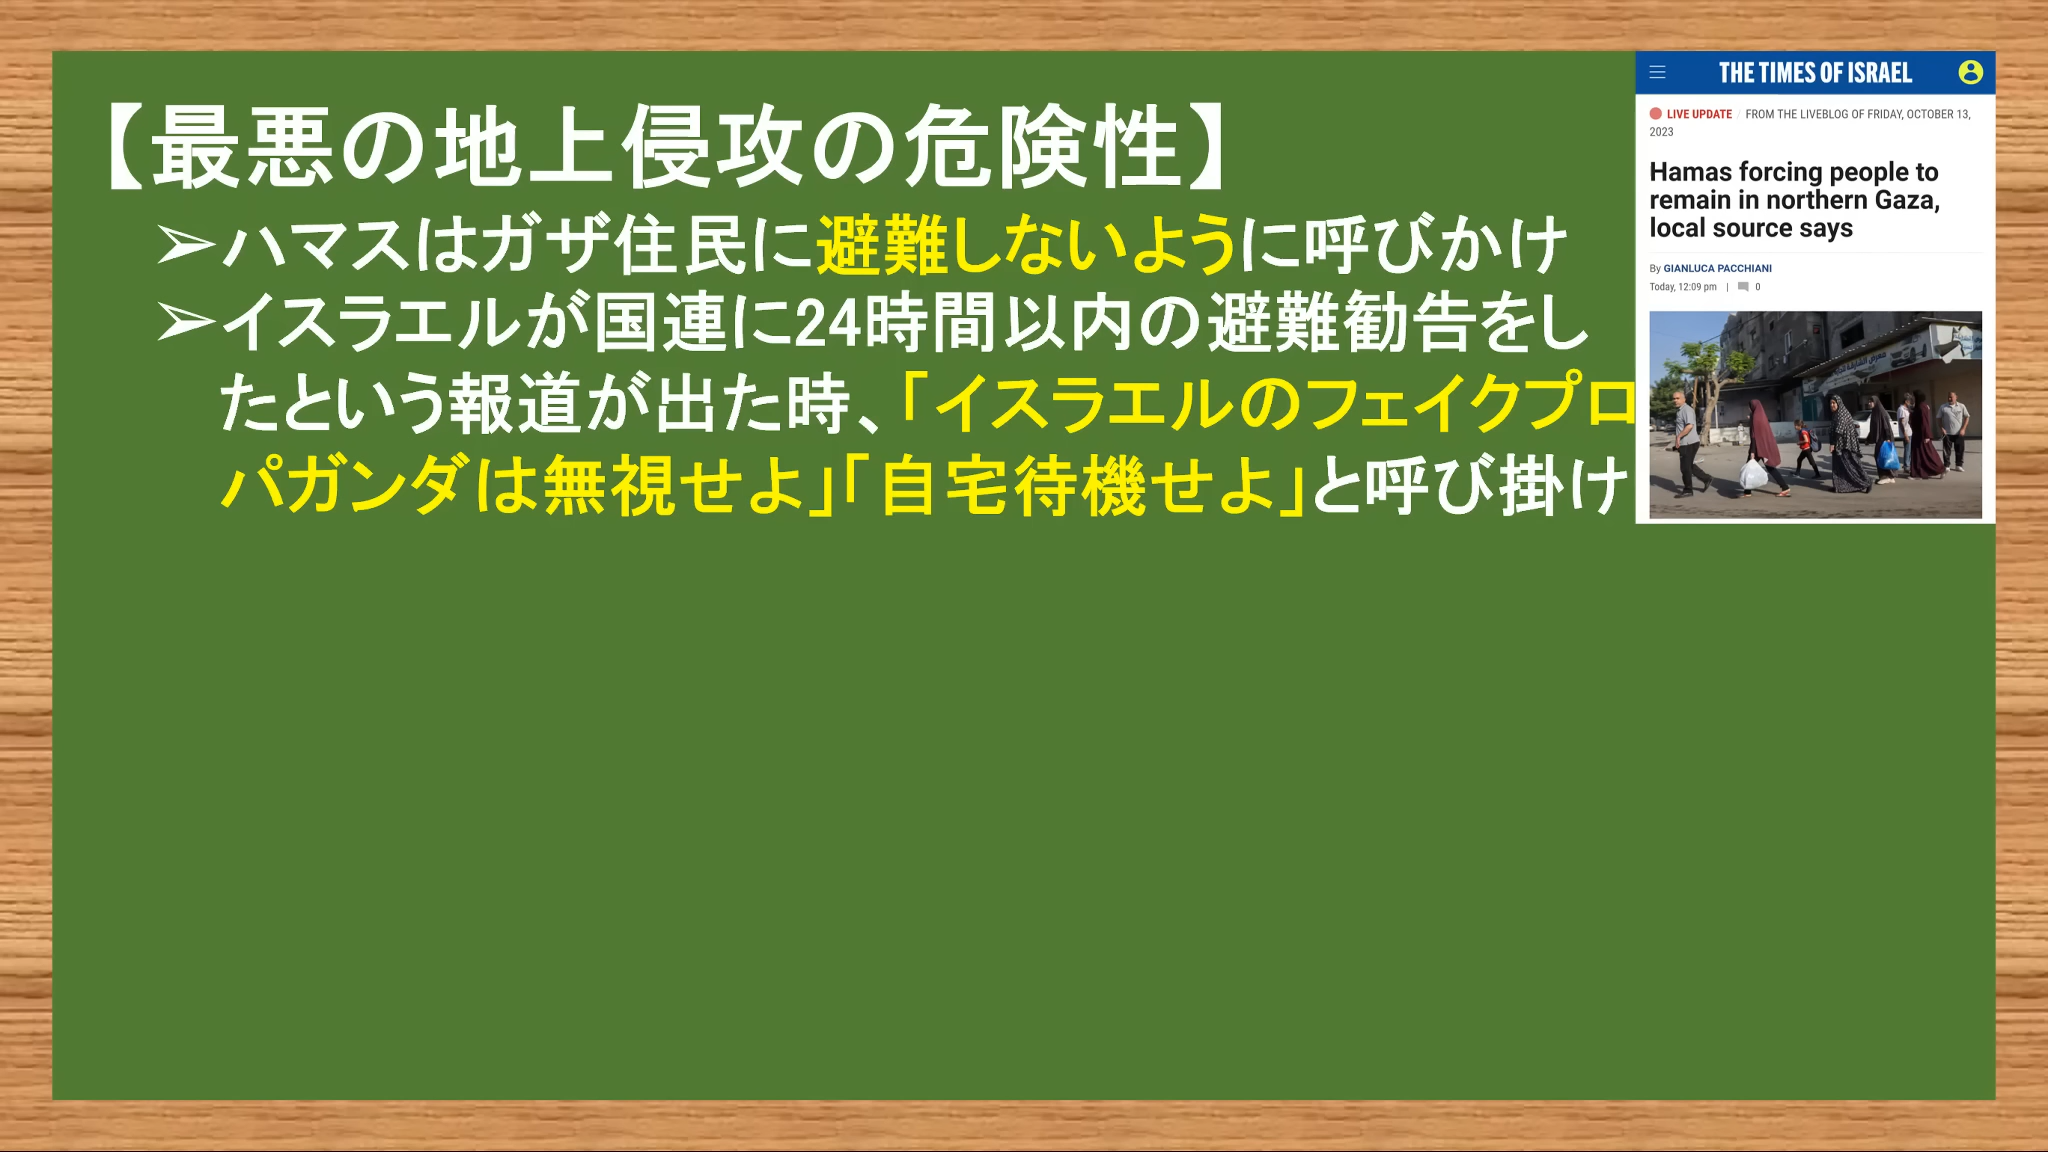 【最悪の地上侵攻の危険性】
➢ハマスはガザ住民に避難しないように呼びかけ
➢イスラエルが国連に24時間以内の避難勧告をし
たという報道が出た時、「イスラエルのフェイクプロ
パガンダは無視せよ」「自宅待機せよ」と呼び掛け
THE TIMES OF ISRAEL
LIVE UPDATE / FROM THE LIVEBLOG OF FRIDAY, OCTOBER 13,
2023
Hamas forcing people to
remain in northern Gaza,
local source says
By GIANLUCA PACCHIANI
Today, 12:09 pm | 0